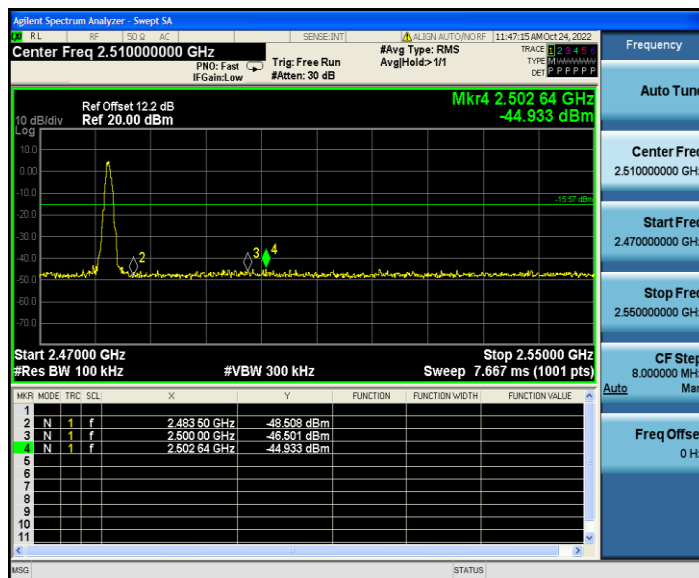 Agilent Spectrum Analyzer - Swept SA
RL RF 50 Ω AC SENSE:INT ALIGN AUTO/NO RF 11:47:15 AM Oct 24, 2022
Center Freq 2.510000000 GHz
#Avg Type: RMS
TRACE 1 2 3 4 5 6
PNO: Fast
Trig: Free Run
Avg|Hold:>1/1
TYPE M W W W W W
IFGain:Low
#Atten: 30 dB
DET P P P P P P
Mkr4 2.502 64 GHz
-44.933 dBm
Ref Offset 12.2 dB
10 dB/div Ref 20.00 dBm
Log
10.0
0.00
-10.0
-15.57 dBm
-20.0
-30.0
-40.0
2
3
4
-50.0
-60.0
-70.0
Start 2.47000 GHz Stop 2.55000 GHz
#Res BW 100 kHz #VBW 300 kHz Sweep 7.667 ms (1001 pts)
MKR MODE TRC SCL X Y FUNCTION FUNCTION WIDTH FUNCTION VALUE
1
2 N 1 f 2.483 50 GHz -48.508 dBm
3 N 1 f 2.500 00 GHz -46.501 dBm
4 N 1 f 2.502 64 GHz -44.933 dBm
5
6
7
8
9
10
11
MSG STATUS
Frequency
Auto Tune
Center Freq
2.510000000 GHz
Start Freq
2.470000000 GHz
Stop Freq
2.550000000 GHz
CF Step
8.000000 MHz
Auto Man
Freq Offset
0 Hz